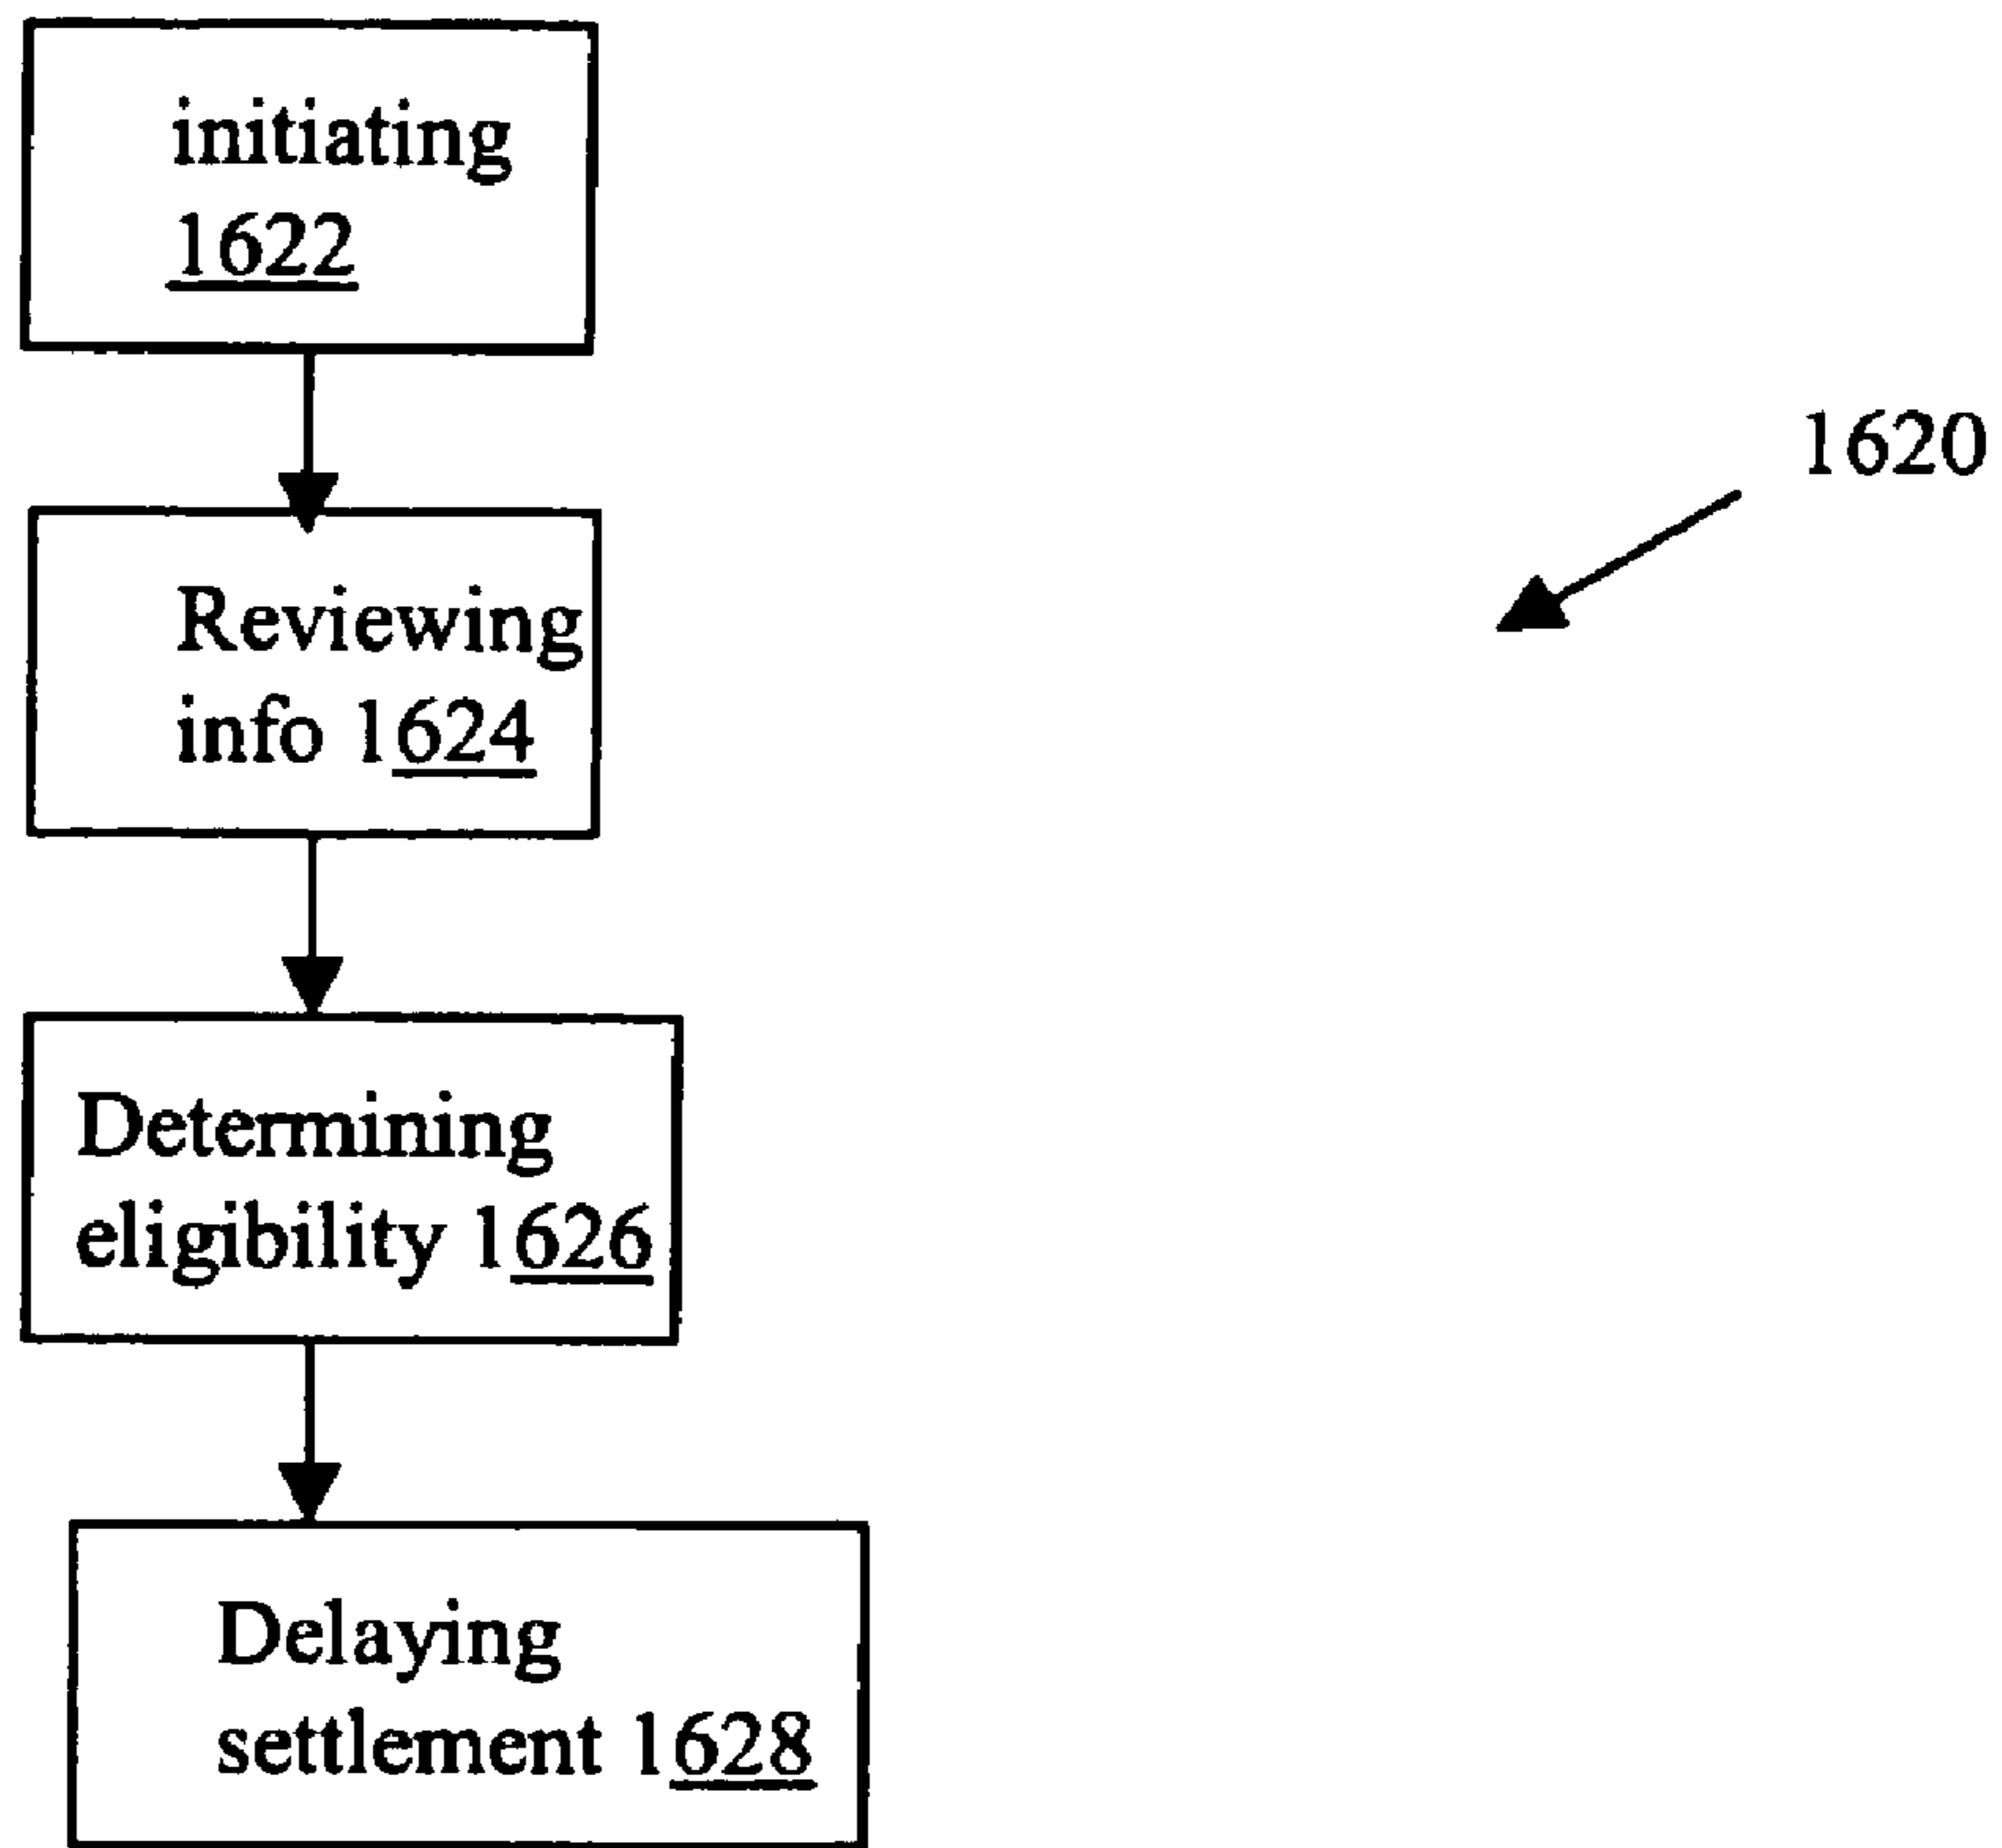 initiating
1622
1620
Reviewing
info 1624
Determining
eligibility 1626
Delaying
settlement 1628